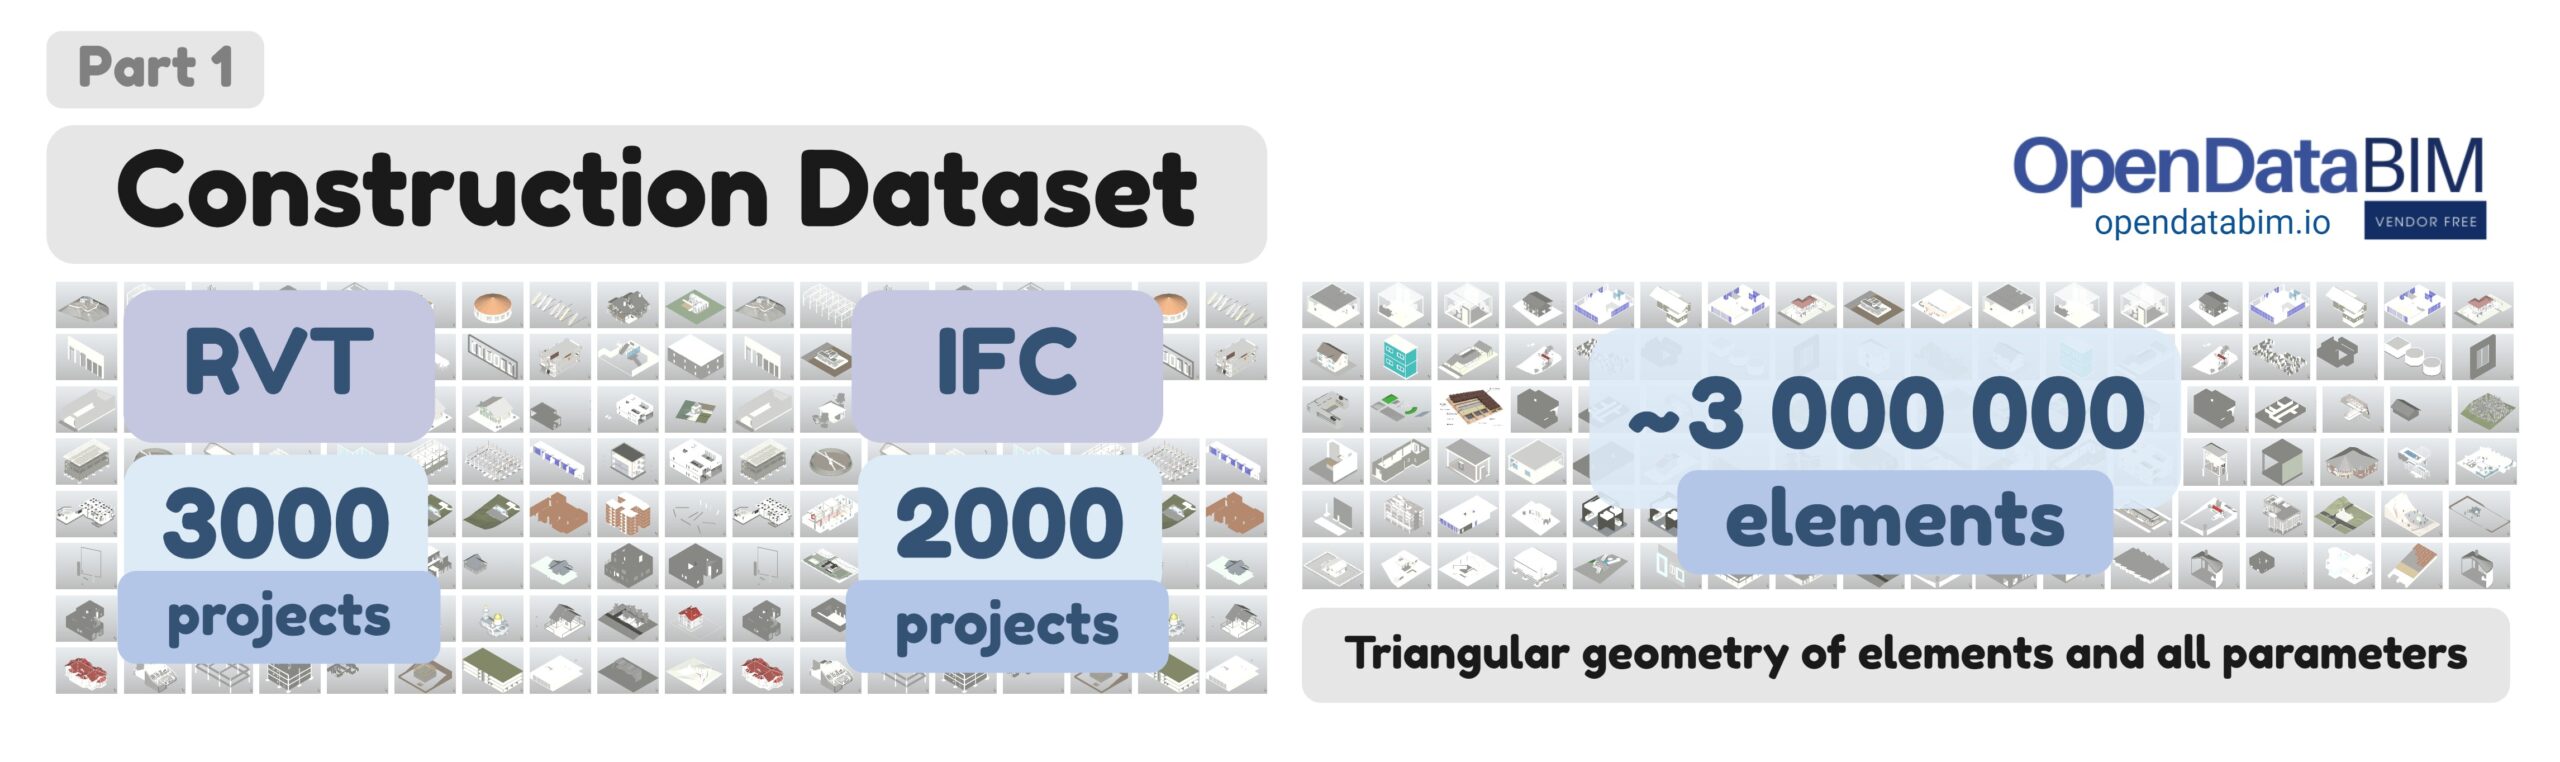 Part 1
Construction Dataset
OpenDataBIM
opendatabim.io
VENDOR FREE
RVT
IFC
3000
projects
2000
projects
~3 000 000
elements
Triangular geometry of elements and all parameters